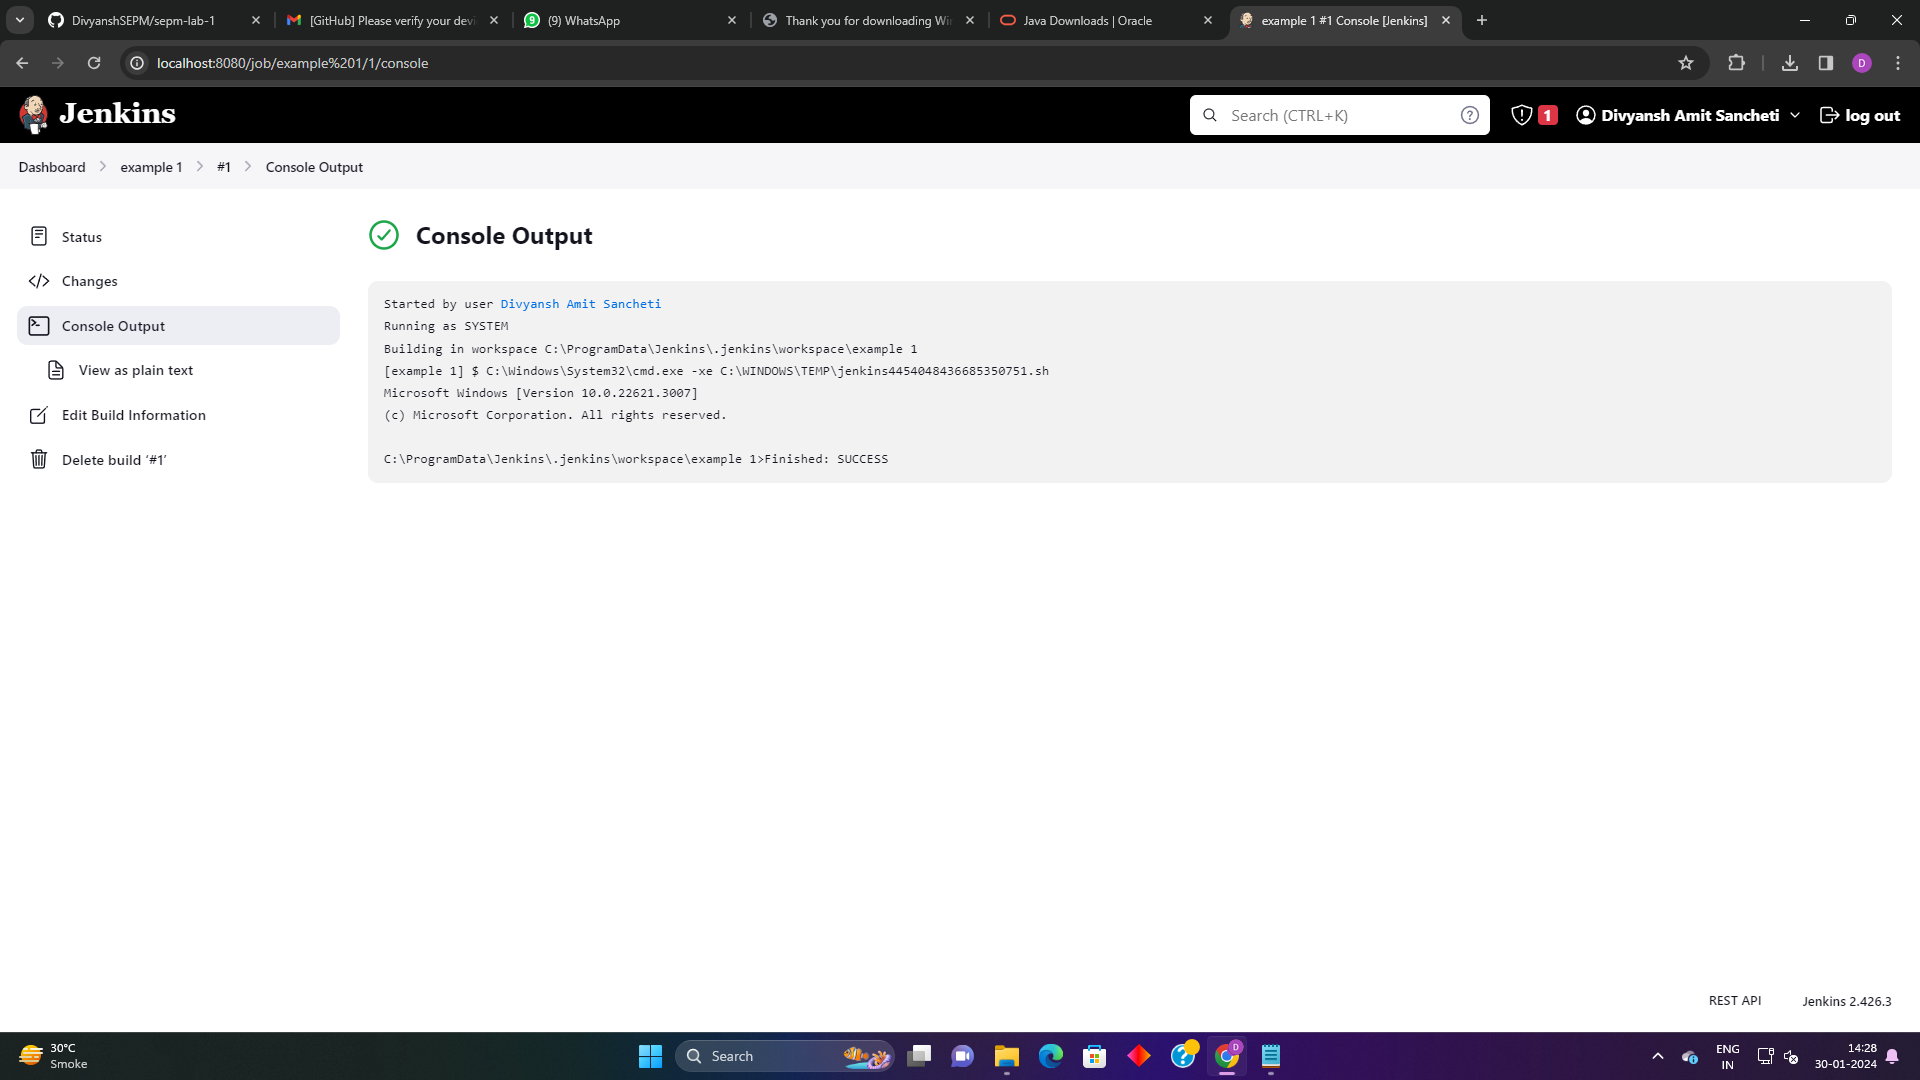 DivyanshSEPM/sepm-lab-1
[GitHub] Please verify your devi
(9) WhatsApp
Thank you for downloading Wi
Java Downloads | Oracle
example 1 #1 Console [Jenkins]
localhost:8080/job/example%201/1/console
D
Jenkins
Search (CTRL+K)
1
Divyansh Amit Sancheti
log out
Dashboard
example 1
#1
Console Output
Status
Changes
Console Output
View as plain text
Edit Build Information
Delete build ‘#1’
Console Output
Started by user Divyansh Amit Sancheti
Running as SYSTEM
Building in workspace C:\ProgramData\Jenkins\.jenkins\workspace\example 1
[example 1] $ C:\Windows\System32\cmd.exe -xe C:\WINDOWS\TEMP\jenkins4454048436685350751.sh
Microsoft Windows [Version 10.0.22621.3007]
(c) Microsoft Corporation. All rights reserved.
C:\ProgramData\Jenkins\.jenkins\workspace\example 1>Finished: SUCCESS
REST API
Jenkins 2.426.3
30°C
Smoke
Search
D
ENG
IN
14:28
30-01-2024